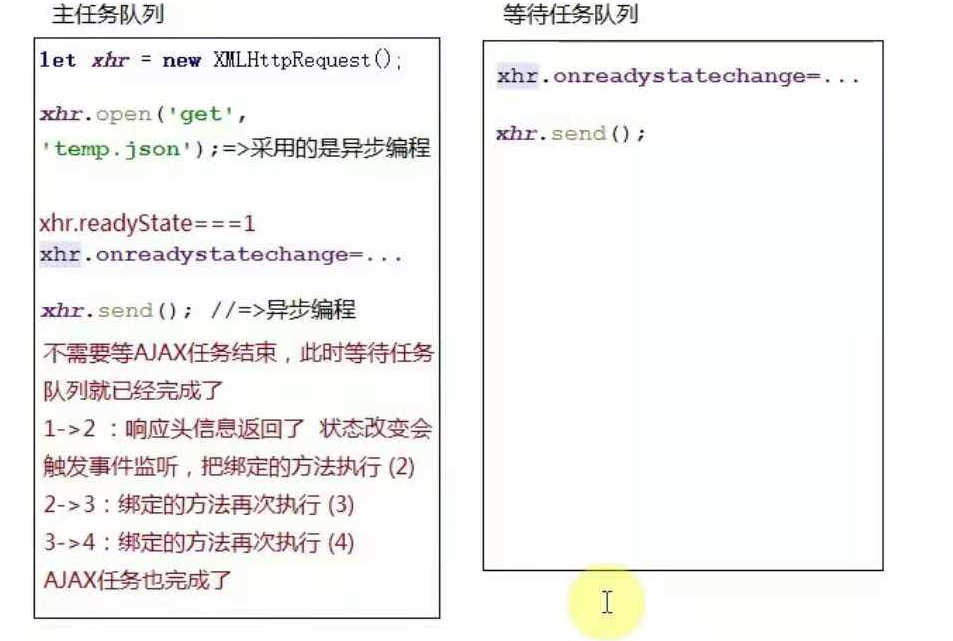 主任务队列
let xhr = new XMLHttpRequest();
xhr.open('get',
'temp.json');=>采用的是异步编程
xhr.readyState===1
xhr.onreadystatechange=...
xhr.send(); //=>异步编程
不需要等AJAX任务结束，此时等待任务
队列就已经完成了
1->2 ：响应头信息返回了 状态改变会
触发事件监听，把绑定的方法执行 (2)
2->3：绑定的方法再次执行 (3)
3->4：绑定的方法再次执行 (4)
AJAX任务也完成了
等待任务队列
xhr.onreadystatechange=...
xhr.send();